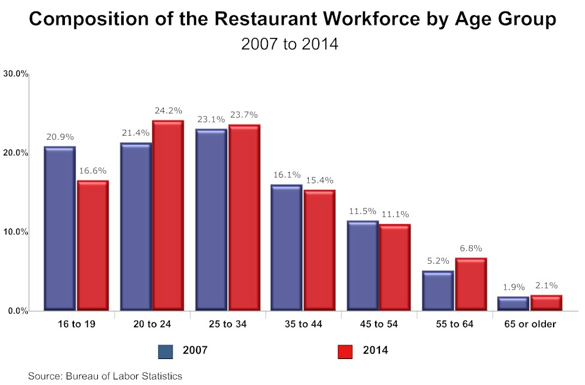 Composition of the Restaurant Workforce by Age Group
2007 to 2014
30.0%
20.0%
10.0%
0.0%
20.9% 16.6% 21.4% 24.2% 23.1% 23.7% 16.1% 15.4% 11.5% 11.1% 5.2% 6.8% 1.9% 2.1%
16 to 19 20 to 24 25 to 34 35 to 44 45 to 54 55 to 64 65 or older
2007 2014
Source: Bureau of Labor Statistics